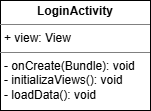 LoginActivity
+ view: View
- onCreate(Bundle): void
- initializaViews(): void
- loadData(): void